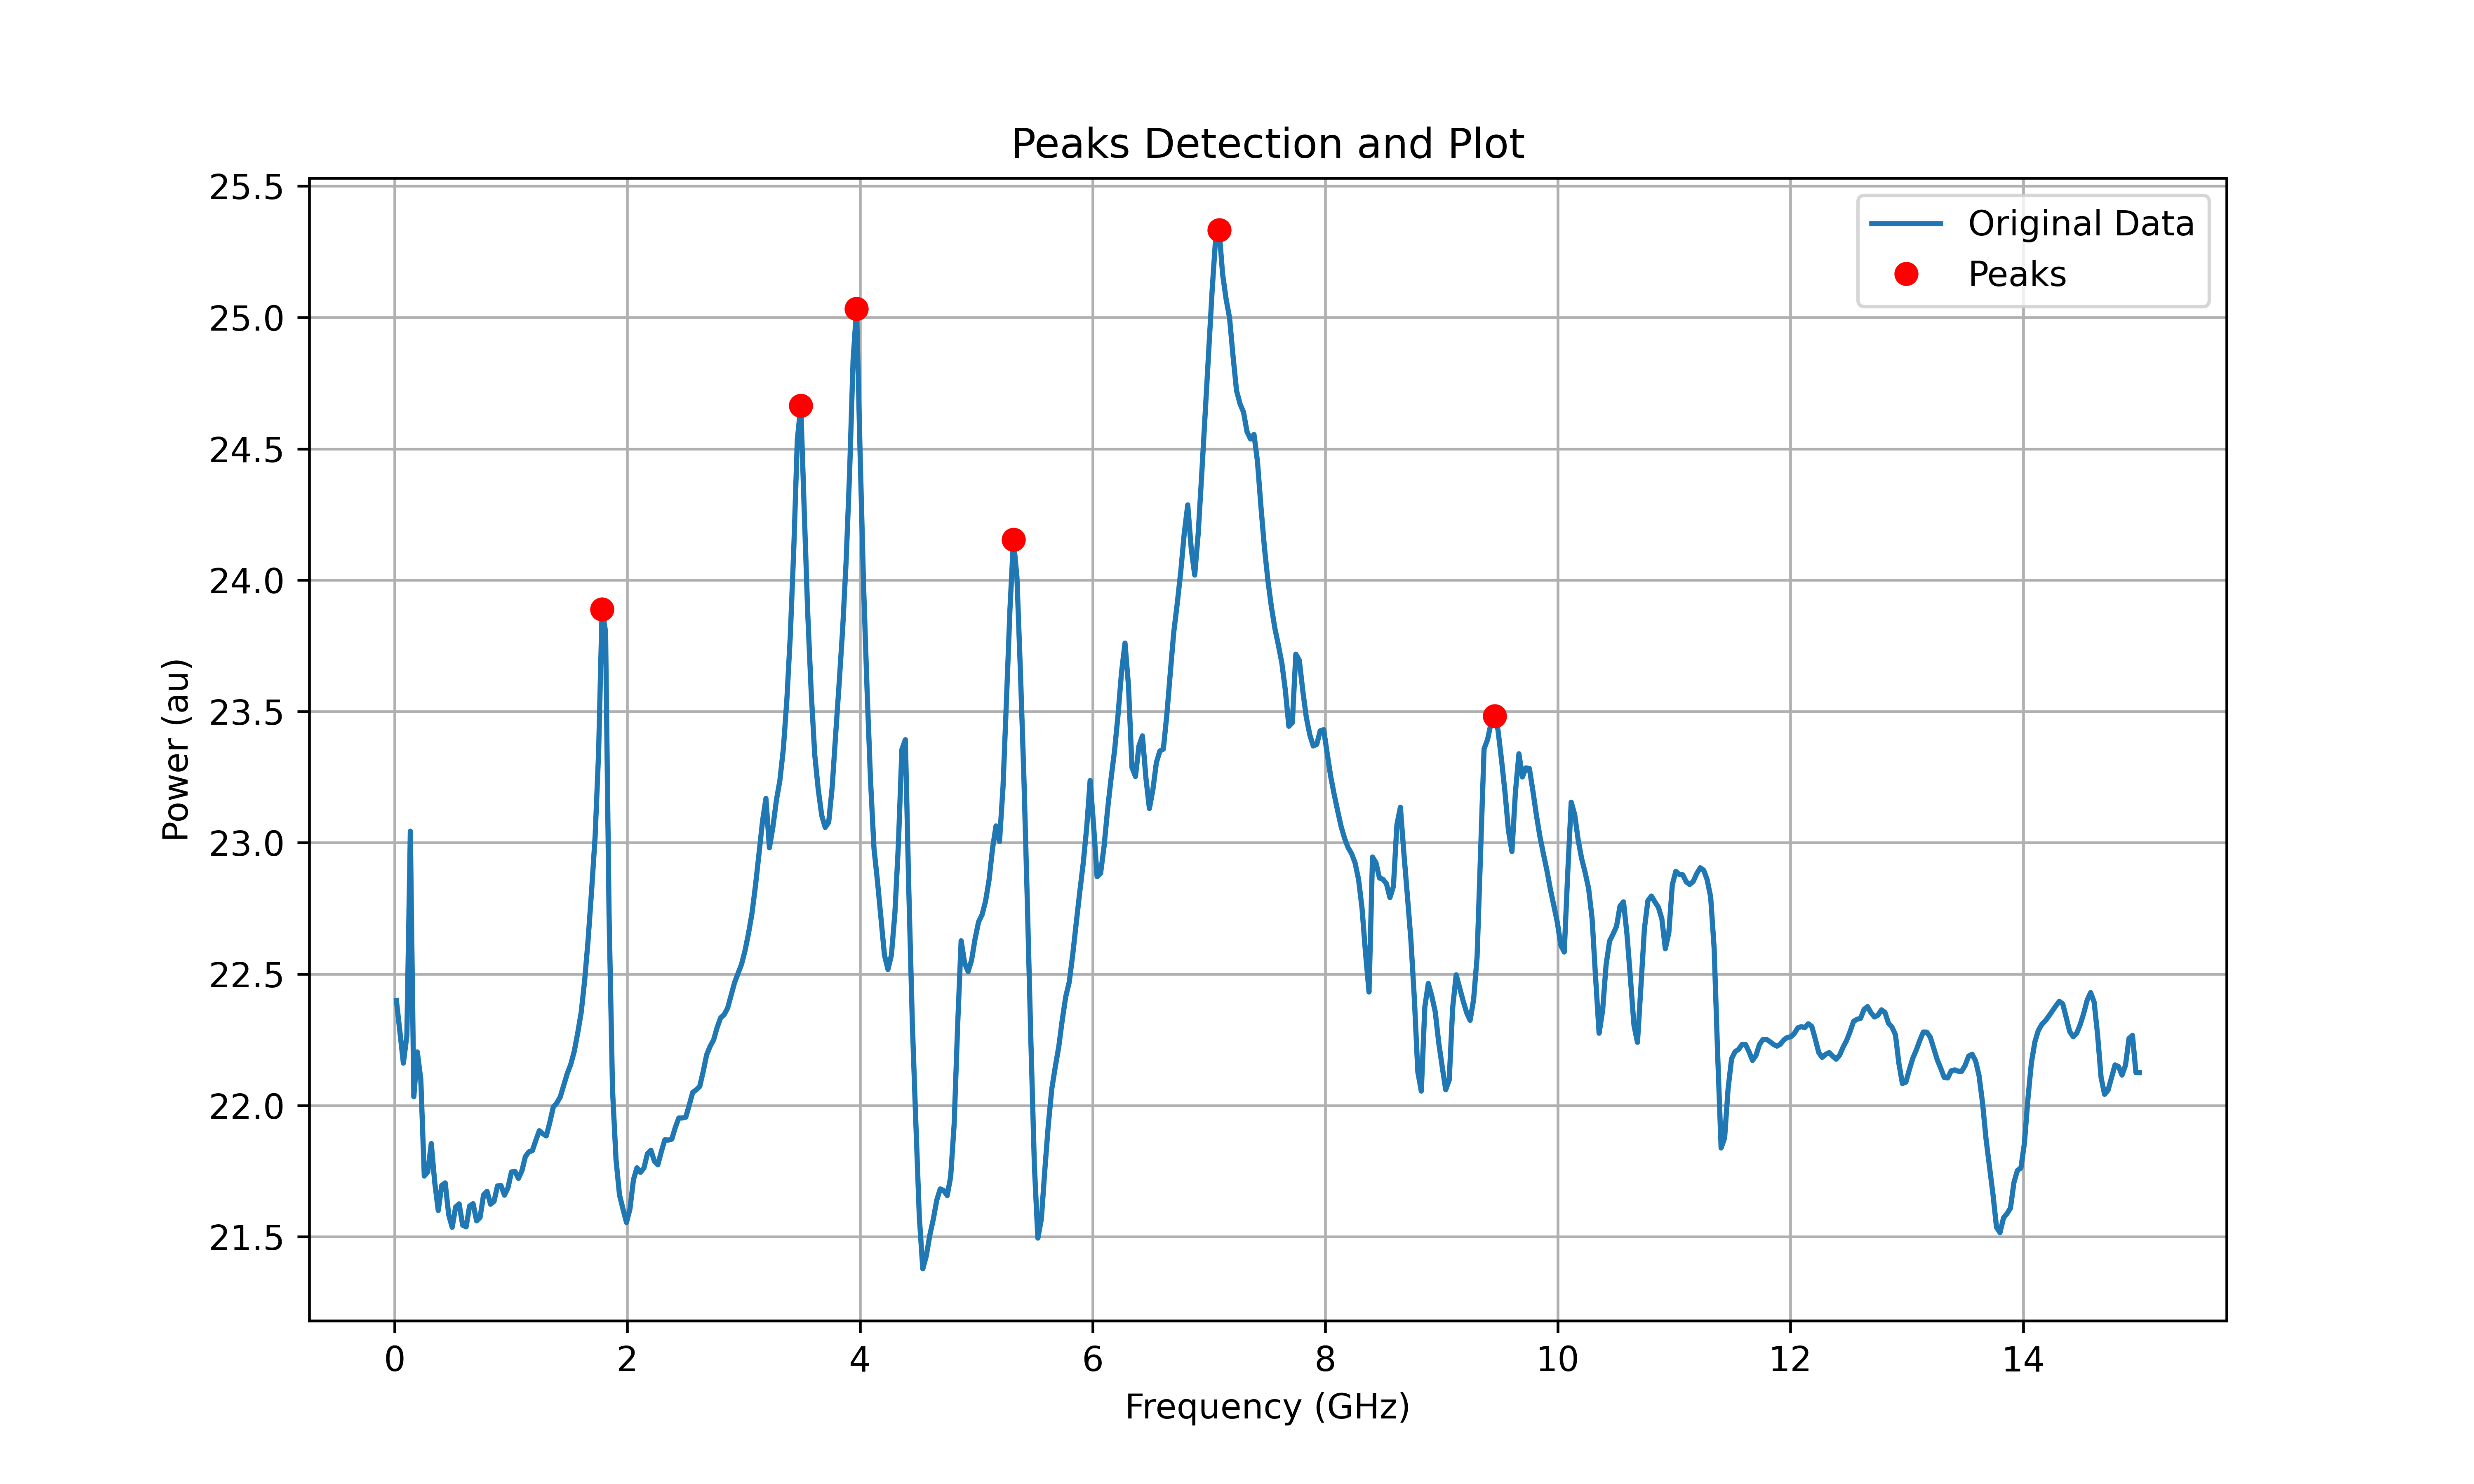 Peaks Detection and Plot
25.5
25.0
24.5
24.0
23.5
23.0
22.5
22.0
21.5
Power (au)
Original Data
Peaks
0 2 4 6 8 10 12 14
Frequency (GHz)